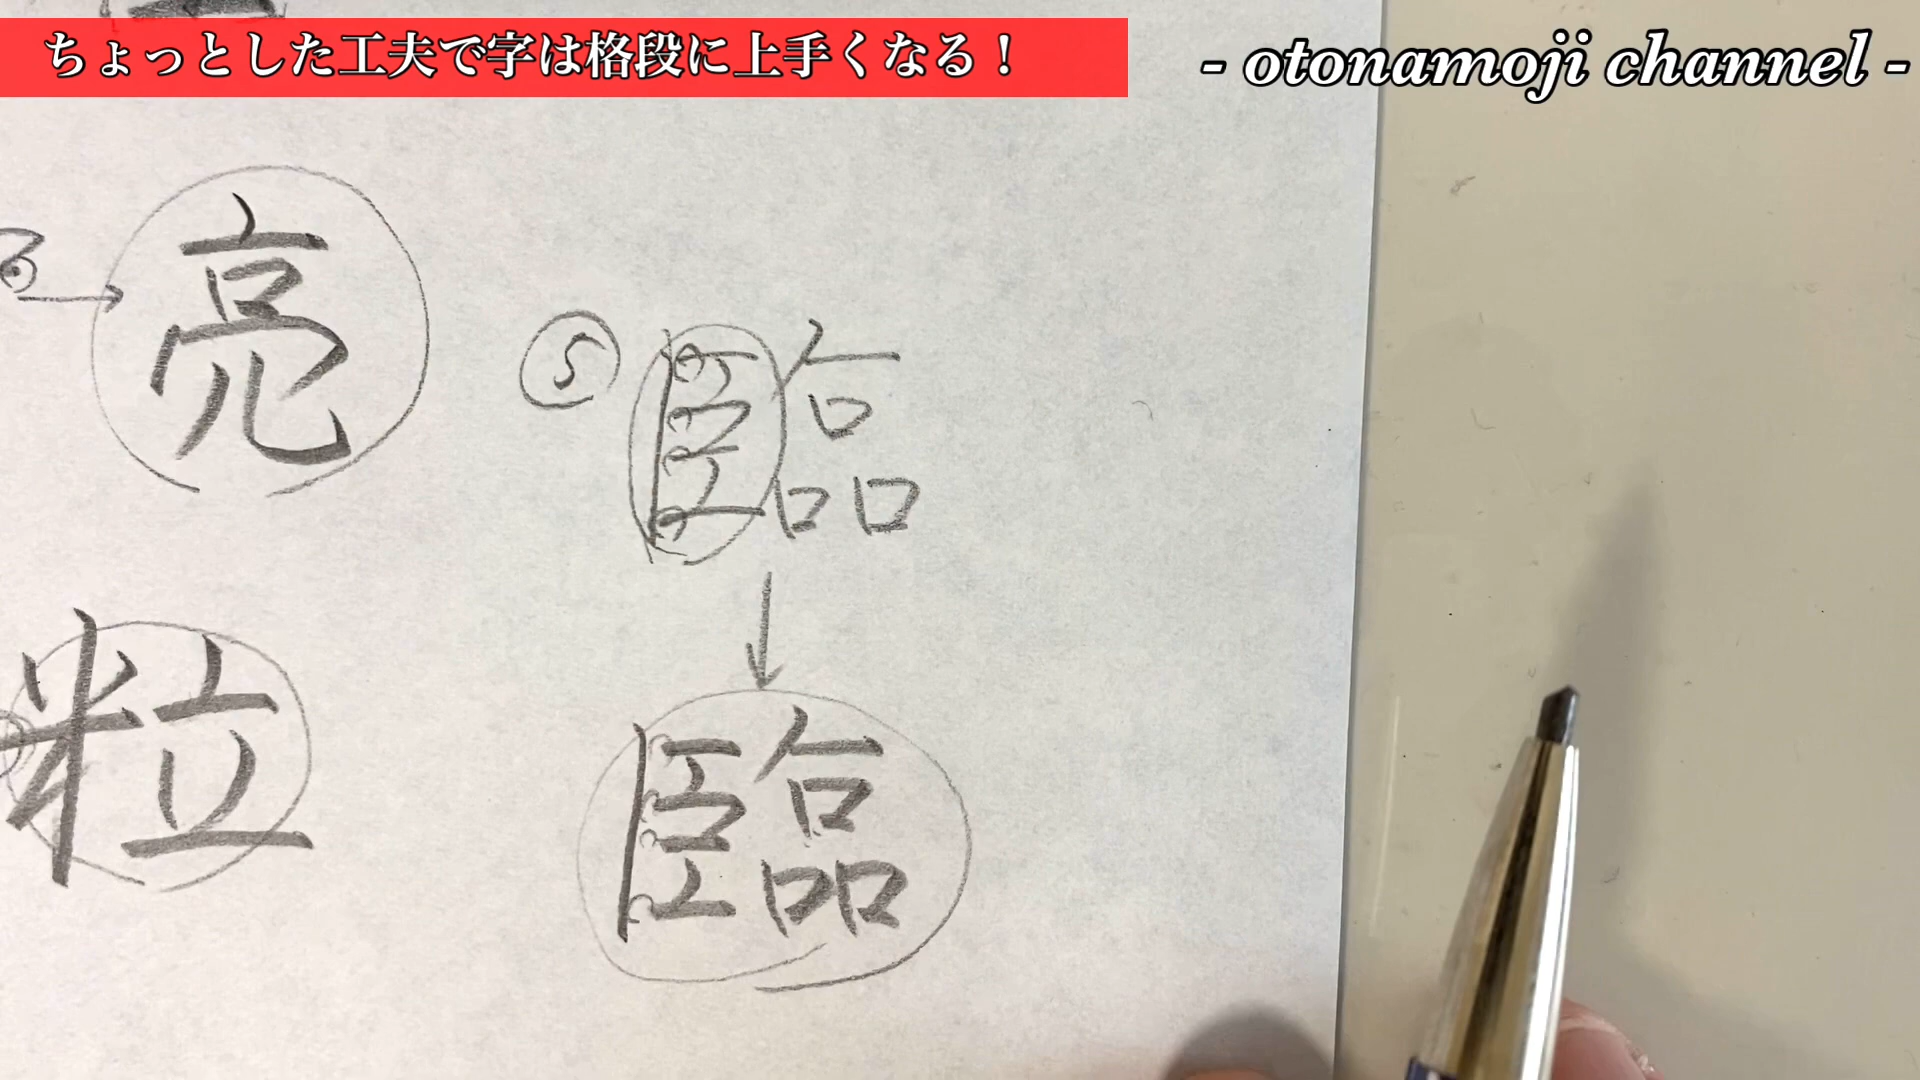 ちょっとした工夫で字は格段に上手くなる！
- otonamoji channel -
亮
⑤ 臨
粒
臨